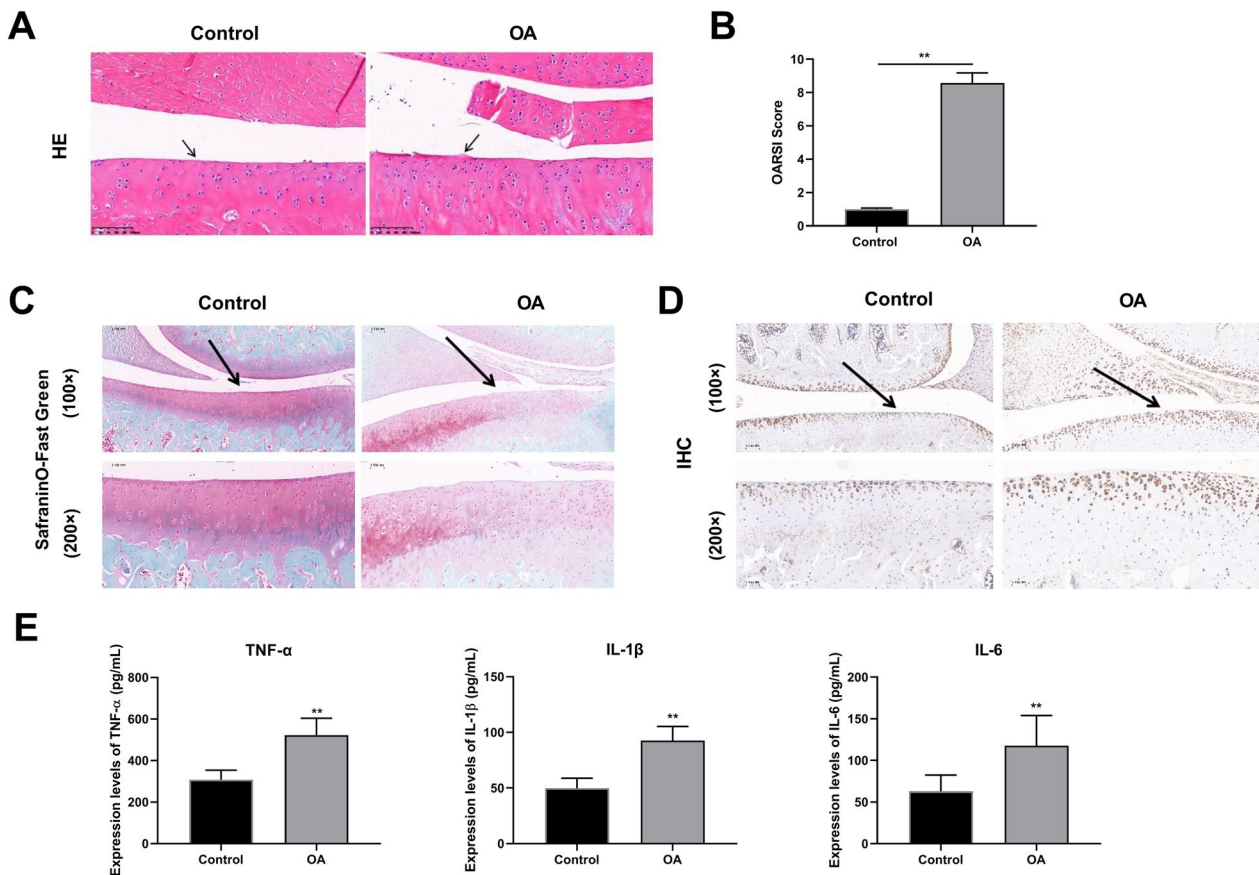 A
Control
OA
HE
B
**
OARSI Score
10
8
6
4
2
0
Control
OA
C
Control
OA
SafraninO-Fast Green
(100×)
(200×)
D
Control
OA
IHC
(100×)
(200×)
E
TNF-α
Expression levels of TNF-α (pg/mL)
800
600
400
200
0
**
Control
OA
IL-1β
Expression levels of IL-1β (pg/mL)
150
100
50
0
**
Control
OA
IL-6
Expression levels of IL-6 (pg/mL)
200
150
100
50
0
**
Control
OA